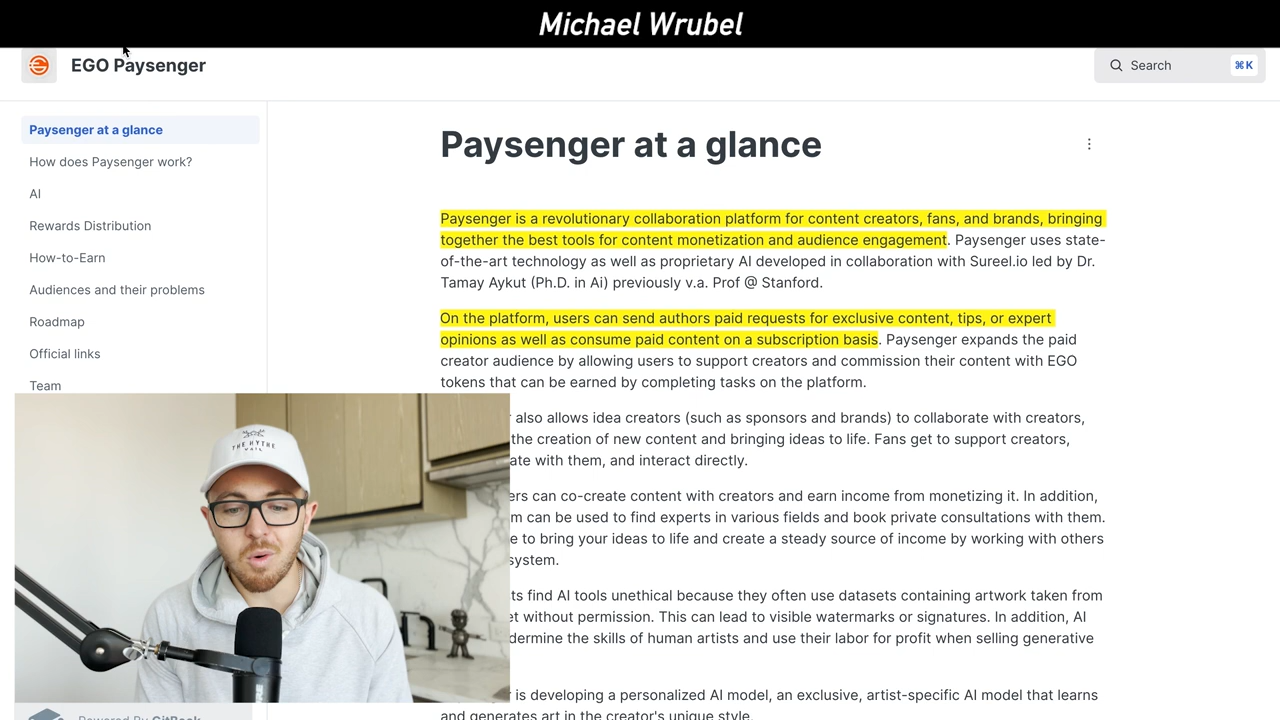 Michael Wrubel
EGO Paysenger
Search
⌘K
Paysenger at a glance
How does Paysenger work?
AI
Rewards Distribution
How-to-Earn
Audiences and their problems
Roadmap
Official links
Team
Paysenger at a glance
Paysenger is a revolutionary collaboration platform for content creators, fans, and brands, bringing
together the best tools for content monetization and audience engagement. Paysenger uses state-
of-the-art technology as well as proprietary AI developed in collaboration with Sureel.io led by Dr.
Tamay Aykut (Ph.D. in Ai) previously v.a. Prof @ Stanford.
On the platform, users can send authors paid requests for exclusive content, tips, or expert
opinions as well as consume paid content on a subscription basis. Paysenger expands the paid
creator audience by allowing users to support creators and commission their content with EGO
tokens that can be earned by completing tasks on the platform.
also allows idea creators (such as sponsors and brands) to collaborate with creators,
the creation of new content and bringing ideas to life. Fans get to support creators,
with them, and interact directly.
can co-create content with creators and earn income from monetizing it. In addition,
can be used to find experts in various fields and book private consultations with them.
to bring your ideas to life and create a steady source of income by working with others
system.
find AI tools unethical because they often use datasets containing artwork taken from
without permission. This can lead to visible watermarks or signatures. In addition, AI
the skills of human artists and use their labor for profit when selling generative
is developing a personalized AI model, an exclusive, artist-specific AI model that learns
and generates art in the creator's unique style.
THE HYTRE
Powered By GitBook